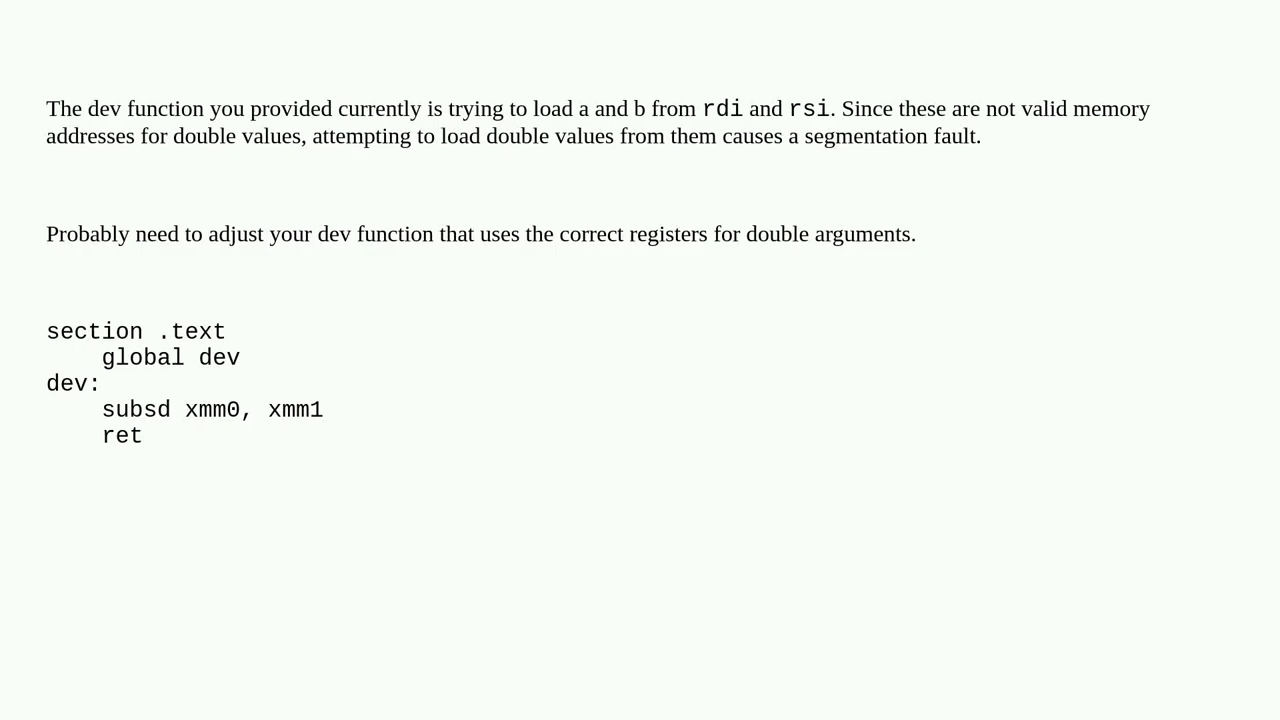 The dev function you provided currently is trying to load a and b from rdi and rsi. Since these are not valid memory
addresses for double values, attempting to load double values from them causes a segmentation fault.
Probably need to adjust your dev function that uses the correct registers for double arguments.
section .text
    global dev
dev:
    subsd xmm0, xmm1
    ret